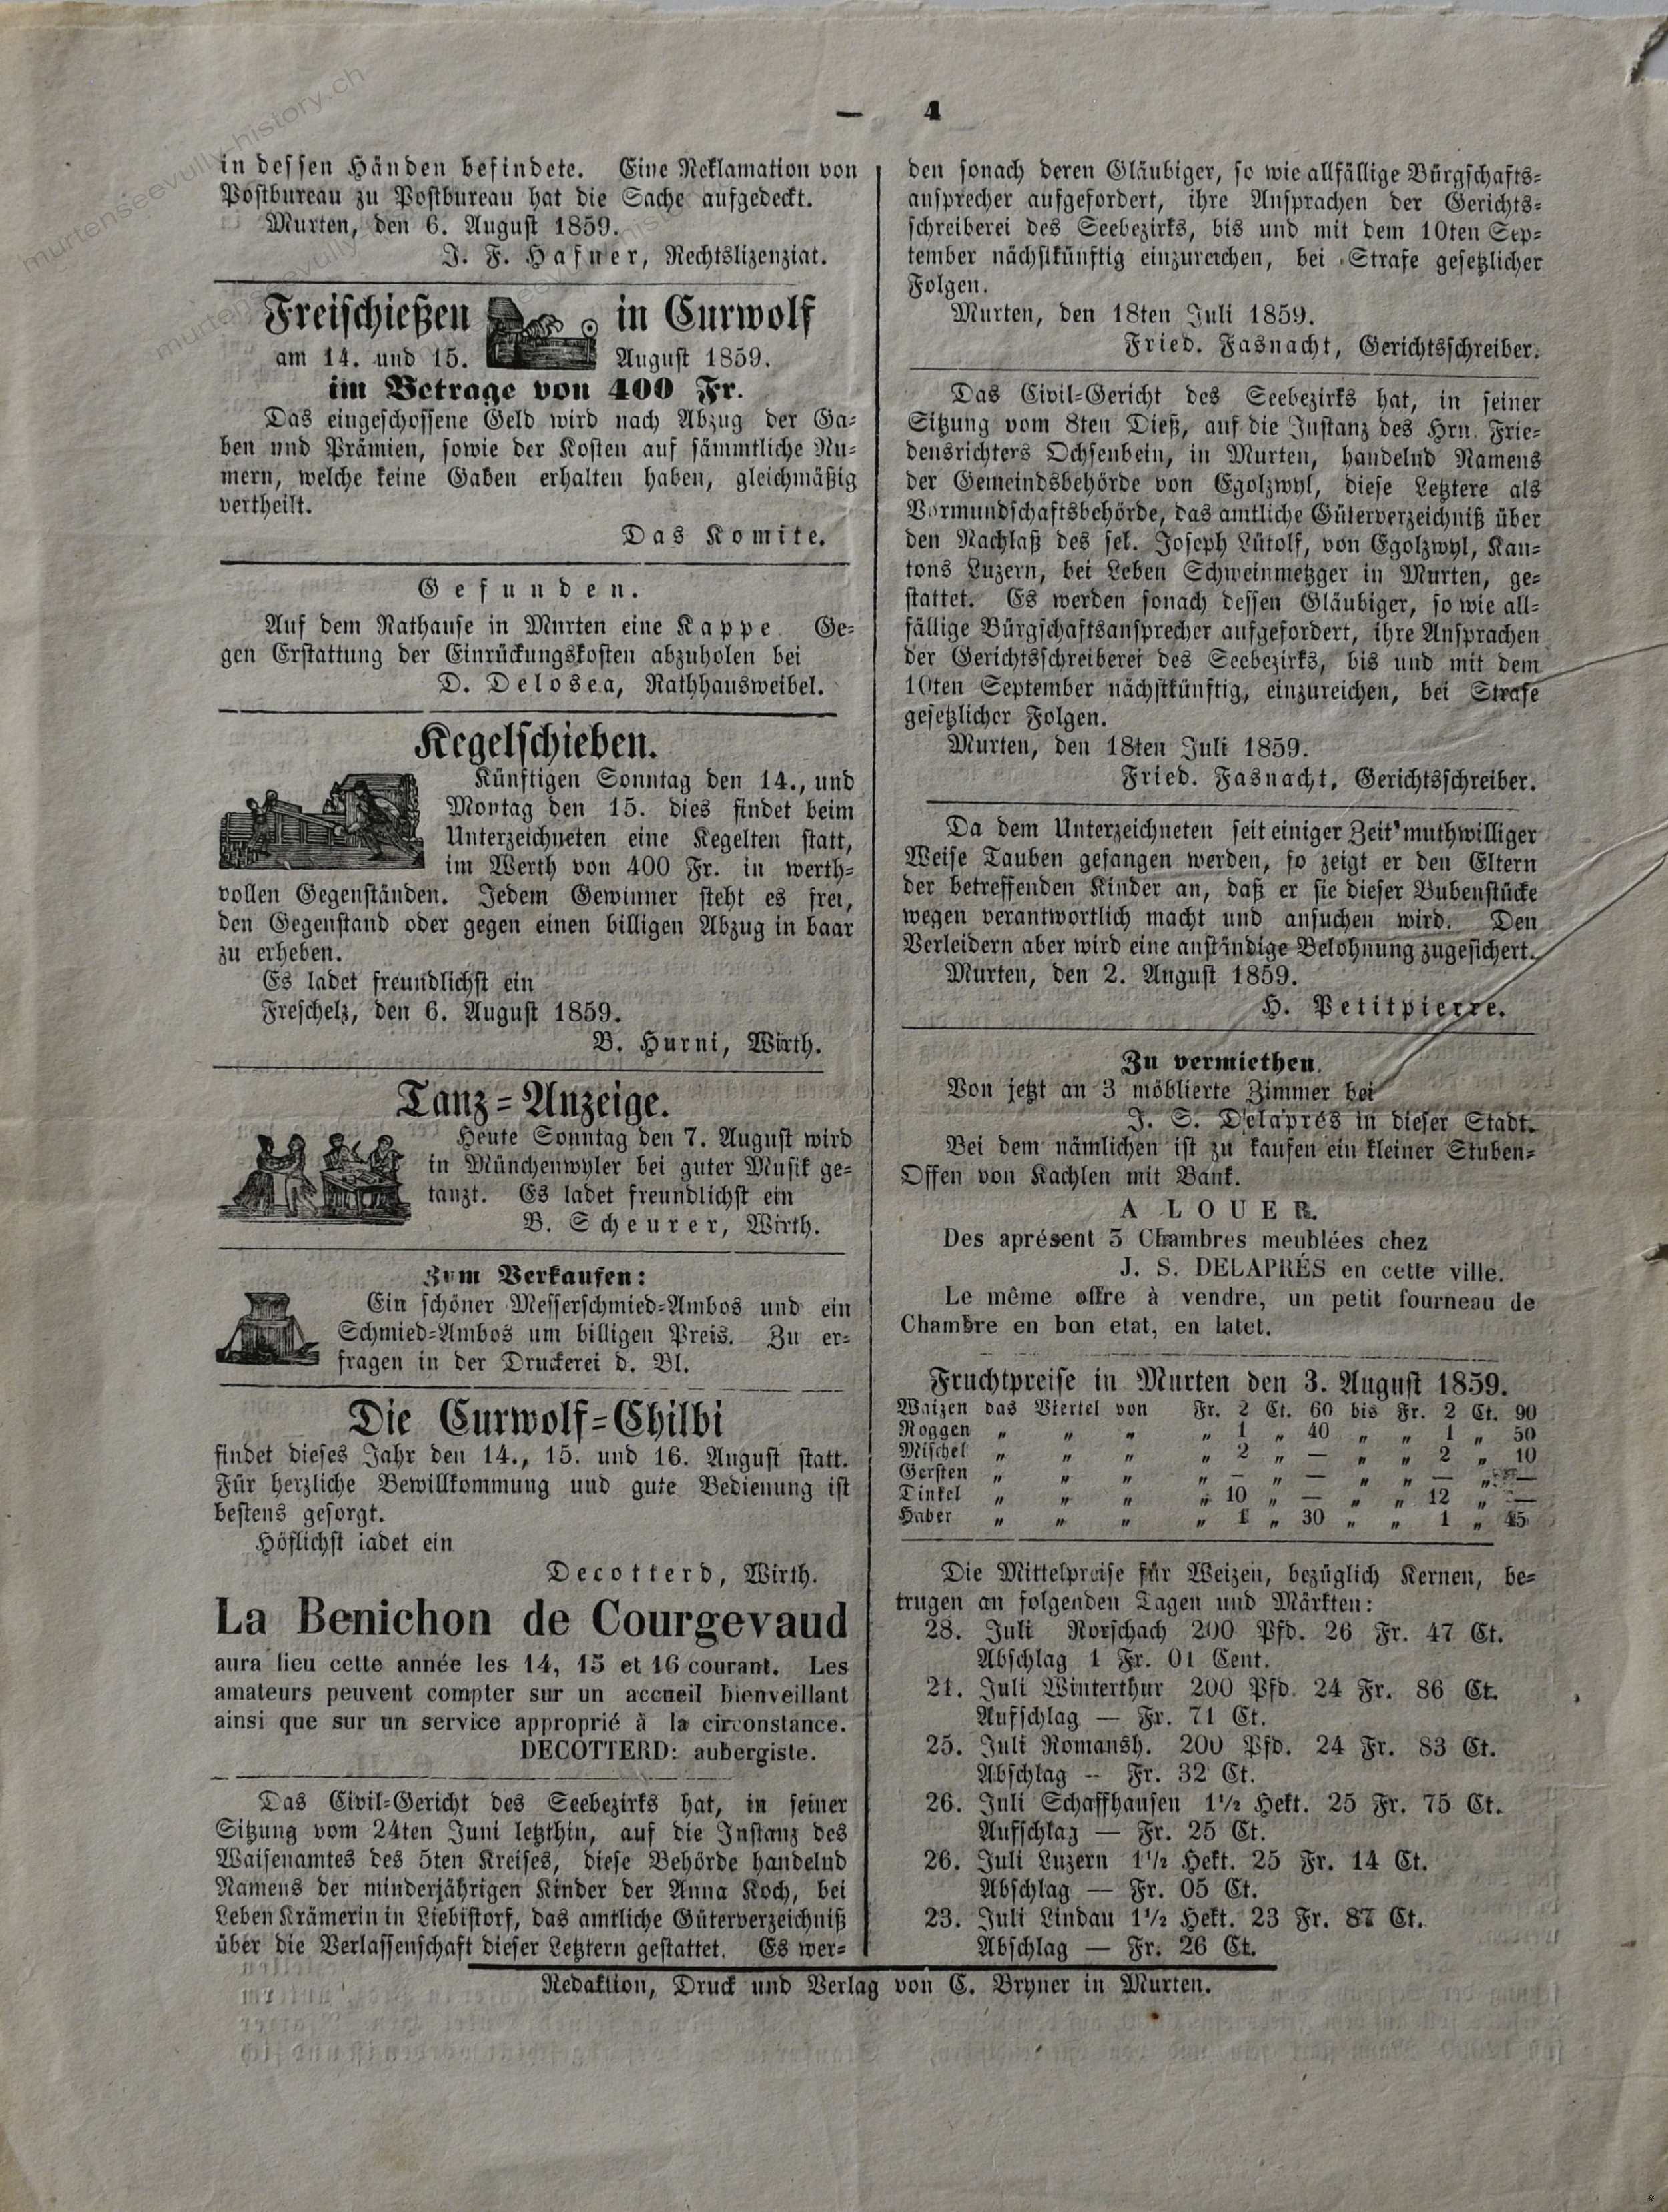 — 4
in dessen Händen befindete. Eine Reklamation von
Postbureau zu Postbureau hat die Sache aufgedeckt.
Murten, den 6. August 1859.
J. F. Hafner, Rechtslizenziat.
Freischießen in Curwolf
am 14. und 15. August 1859.
im Betrage von 400 Fr.
Das eingeschossene Geld wird nach Abzug der Ga-
ben und Prämien, sowie der Kosten auf sämmtliche Nu-
mern, welche keine Gaben erhalten haben, gleichmäßig
vertheilt.
Das Komite.
Gefunden.
Auf dem Rathause in Murten eine Kappe Ge-
gen Erstattung der Einrückungskosten abzuholen bei
D. Delosea, Rathhausweibel.
Kegelschieben.
Künftigen Sonntag den 14., und
Montag den 15. dies findet beim
Unterzeichneten eine Kegelten statt,
im Werth von 400 Fr. in werth-
vollen Gegenständen. Jedem Gewinner steht es frei,
den Gegenstand oder gegen einen billigen Abzug in baar
zu erheben.
Es ladet freundlichst ein
Freschelz, den 6. August 1859.
B. Hurni, Wirth.
Tanz-Anzeige.
Heute Sonntag den 7. August wird
in Münchenwyler bei guter Musik ge-
tanzt. Es ladet freundlichst ein
B. Scheurer, Wirth.
Zum Verkaufen:
Ein schöner Messerschmied-Ambos und ein
Schmied-Ambos um billigen Preis. Zu er-
fragen in der Druckerei d. Bl.
Die Curwolf-Chilbi
findet dieses Jahr den 14., 15. und 16. August statt.
Für herzliche Bewillkommung und gute Bedienung ist
bestens gesorgt.
Höflichst ladet ein
Decotterd, Wirth.
La Benichon de Courgevaud
aura lieu cette année les 14, 15 et 16 courant. Les
amateurs peuvent compter sur un accueil bienveillant
ainsi que sur un service approprié à la circonstance.
DECOTTERD: aubergiste.
Das Civil-Gericht des Seebezirks hat, in seiner
Sitzung vom 24ten Juni letzthin, auf die Instanz des
Waisenamtes des 5ten Kreises, diese Behörde handelnd
Namens der minderjährigen Kinder der Anna Koch, bei
Leben Krämerin in Liebistorf, das amtliche Güterverzeichniß
über die Verlassenschaft dieser Letztern gestattet. Es wer-
den sonach deren Gläubiger, so wie allfällige Bürgschafts-
ansprecher aufgefordert, ihre Ansprachen der Gerichts-
schreiberei des Seebezirks, bis und mit dem 10ten Sep-
tember nächstkünftig einzureichen, bei Strafe gesetzlicher
Folgen.
Murten, den 18ten Juli 1859.
Fried. Fasnacht, Gerichtsschreiber.
Das Civil-Gericht des Seebezirks hat, in seiner
Sitzung vom 8ten Dieß, auf die Instanz des Hrn. Frie-
densrichters Ochsenbein, in Murten, handelnd Namens
der Gemeindsbehörde von Egolzwyl, diese Letztere als
Vormundschaftsbehörde, das amtliche Güterverzeichniß über
den Nachlaß des sel. Joseph Lütolf, von Egolzwyl, Kan-
tons Luzern, bei Leben Schweinmetzger in Murten, ge-
stattet. Es werden sonach dessen Gläubiger, so wie all-
fällige Bürgschaftsansprecher aufgefordert, ihre Ansprachen
der Gerichtsschreiberei des Seebezirks, bis und mit dem
10ten September nächstkünftig, einzureichen, bei Strafe
gesetzlicher Folgen.
Murten, den 18ten Juli 1859.
Fried. Fasnacht, Gerichtsschreiber.
Da dem Unterzeichneten seit einiger Zeit muthwilliger
Weise Tauben gefangen werden, so zeigt er den Eltern
der betreffenden Kinder an, daß er sie dieser Bubenstücke
wegen verantwortlich macht und ansuchen wird. Den
Verleidern aber wird eine anständige Belohnung zugesichert.
Murten, den 2. August 1859.
H. Petitpierre.
Zu vermiethen.
Von jetzt an 3 möblierte Zimmer bei
J. S. Delaprés in dieser Stadt.
Bei dem nämlichen ist zu kaufen ein kleiner Stuben-
Offen von Kachlen mit Bank.
A LOUER.
Des aprésent 3 Chambres meublées chez
J. S. DELAPRÉS en cette ville.
Le même offre à vendre, un petit fourneau de
Chambre en bon etat, en latet.
Fruchtpreise in Murten den 3. August 1859.
Waizen das Viertel von Fr. 2 Ct. 60 bis Fr. 2 Ct. 90
Roggen „ „ „ „ 1 „ 40 „ „ 1 „ 50
Mischel „ „ „ „ 2 „ — „ „ 2 „ 10
Gersten „ „ „ „ — „ — „ „ — „ —
Dinkel „ „ „ „ 10 „ — „ „ 12 „ —
Haber „ „ „ „ 1 „ 30 „ „ 1 „ 45
Die Mittelpreise für Weizen, bezüglich Kernen, be-
trugen an folgenden Tagen und Märkten:
28. Juli Rorschach 200 Pfd. 26 Fr. 47 Ct.
Abschlag 1 Fr. 01 Cent.
21. Juli Winterthur 200 Pfd. 24 Fr. 86 Ct.
Aufschlag — Fr. 71 Ct.
25. Juli Romansh. 200 Pfd. 24 Fr. 83 Ct.
Abschlag — Fr. 32 Ct.
26. Juli Schaffhausen 1 1/2 Hekt. 25 Fr. 75 Ct.
Aufschlag — Fr. 25 Ct.
26. Juli Luzern 1 1/2 Hekt. 25 Fr. 14 Ct.
Abschlag — Fr. 05 Ct.
23. Juli Lindau 1 1/2 Hekt. 23 Fr. 87 Ct.
Abschlag — Fr. 26 Ct.
Redaktion, Druck und Verlag von C. Bryner in Murten.
murtenseevully-history.ch